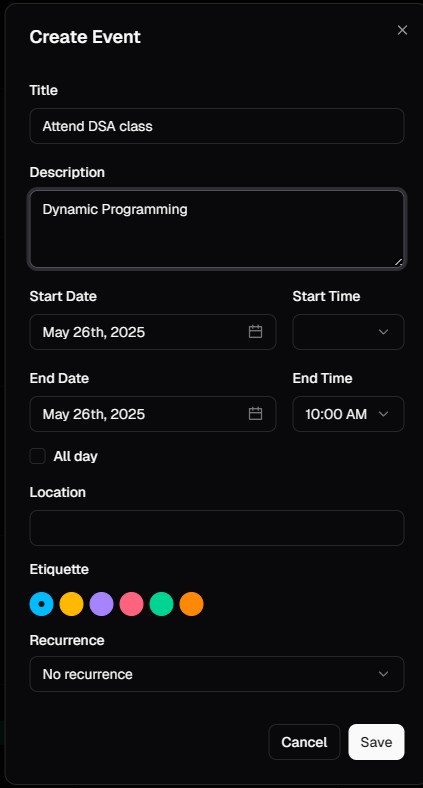 Create Event
Title
Attend DSA class
Description
Dynamic Programming
Start Date
Start Time
May 26th, 2025
End Date
End Time
May 26th, 2025
10:00 AM
All day
Location
Etiquette
Recurrence
No recurrence
Cancel
Save